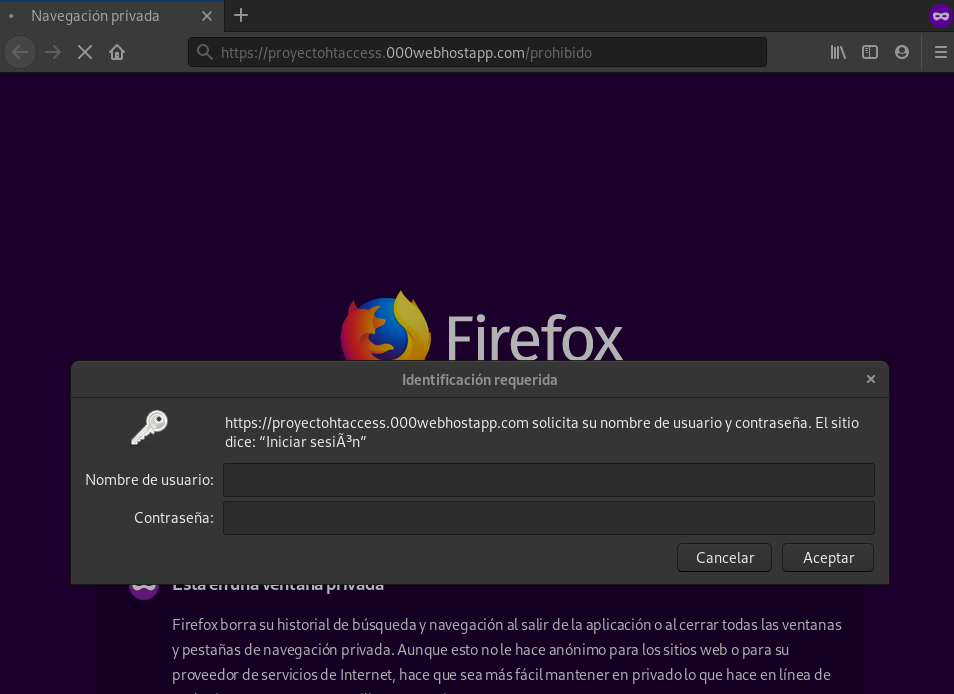 Navegación privada
https://proyectohtaccess.000webhostapp.com/prohibido
Firefox
Identificación requerida
https://proyectohtaccess.000webhostapp.com solicita su nombre de usuario y contraseña. El sitio
dice: “Iniciar sesiÃ³n”
Nombre de usuario:
Contraseña:
Cancelar Aceptar
Está en una ventana privada
Firefox borra su historial de búsqueda y navegación al salir de la aplicación o al cerrar todas las ventanas
y pestañas de navegación privada. Aunque esto no le hace anónimo para los sitios web o para su
proveedor de servicios de Internet, hace que sea más fácil mantener en privado lo que hace en línea de